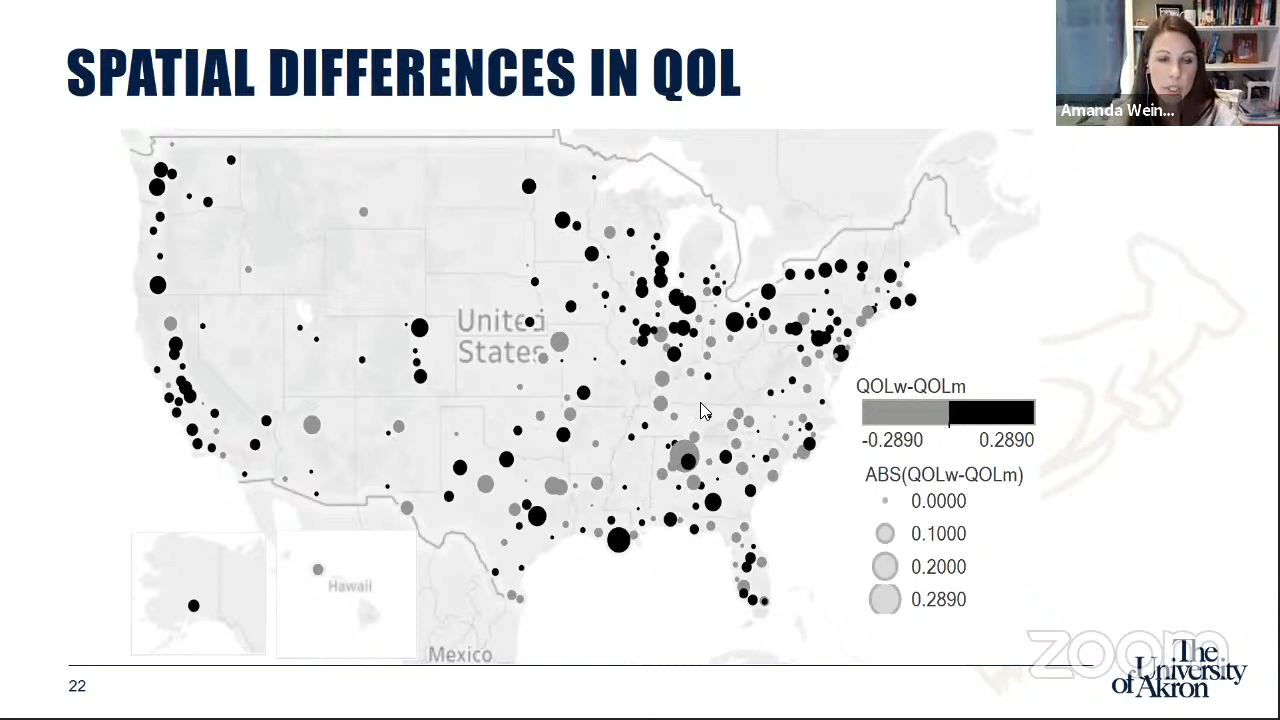 SPATIAL DIFFERENCES IN QOL
Amanda Wein...
United
States
QOLw-QOLm
-0.2890 0.2890
ABS(QOLw-QOLm)
0.0000
0.1000
0.2000
0.2890
Hawaii
Mexico
zoom
22
The
University
of Akron